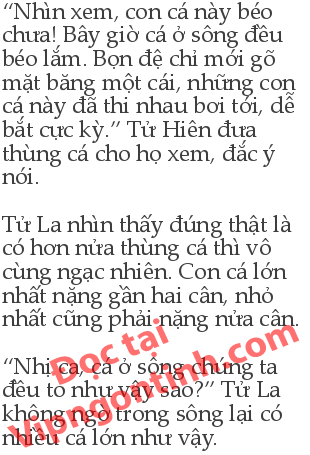 “Nhìn xem, con cá này béo
chưa! Bây giờ cá ở sông đều
béo lắm. Bọn đệ chỉ mới gõ
mặt băng một cái, những con
cá này đã thi nhau boi tới, dễ
bắt cực kỳ.” Tử Hiên đưa
thùng cá cho họ xem, đắc ý
nói.
Tử La nhìn thấy đúng thật là
có hơn nửa thùng cá thì vô
cùng ngạc nhiên. Con cá lớn
nhất nặng gần hai cân, nhỏ
nhất cũng phải nặng nửa cân.
“Nhị ca, cá ở sông chúng ta
đều to như vậy sao?” Tử La
không ngờ trong sông lại có
nhiều cá lớn như vậy.
Đọc tại
Vipngontinh.com